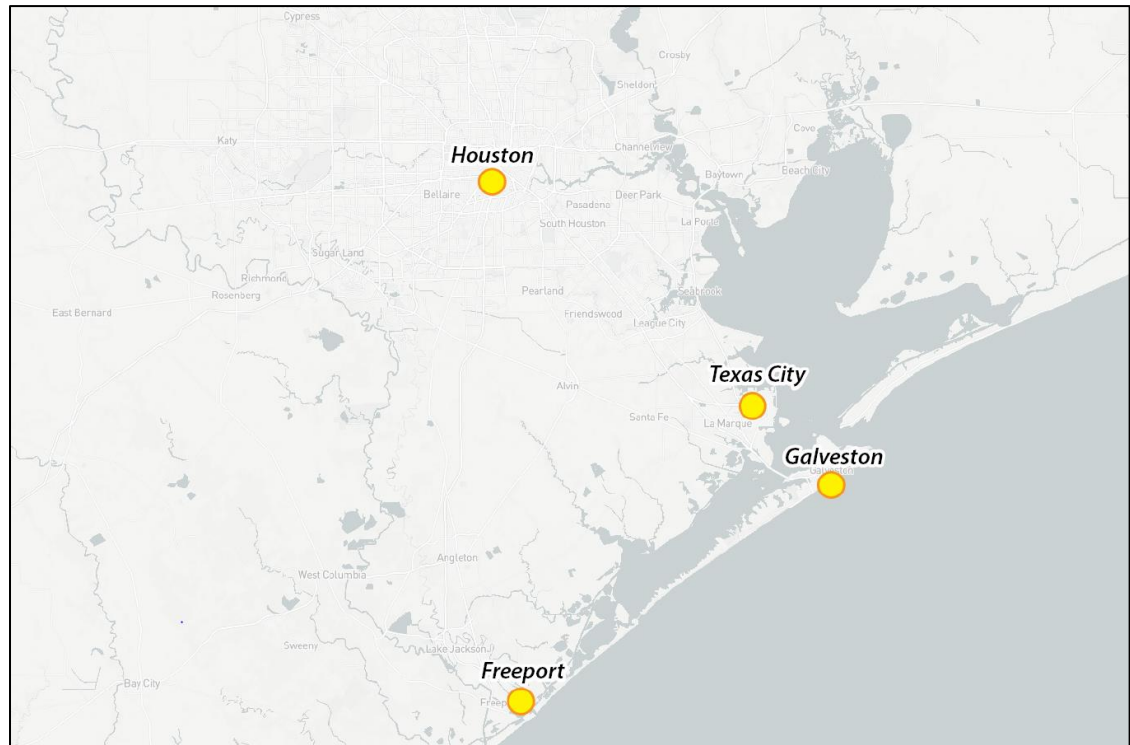 Cypress
Crosby
Sheldon
Cove
Katy
Houston
Channelview
Baytown
Beach City
Bellaire
Deer Park
Pasadena
South Houston
La Porte
Sugar Land
Richmond
Rosenberg
Pearland
Seabrook
East Bernard
Friendswood
League City
Texas City
Alvin
Santa Fe
La Marque
Galveston
Galveston
Angleton
West Columbia
Sweeny
Lake Jackson
Freeport
Bay City